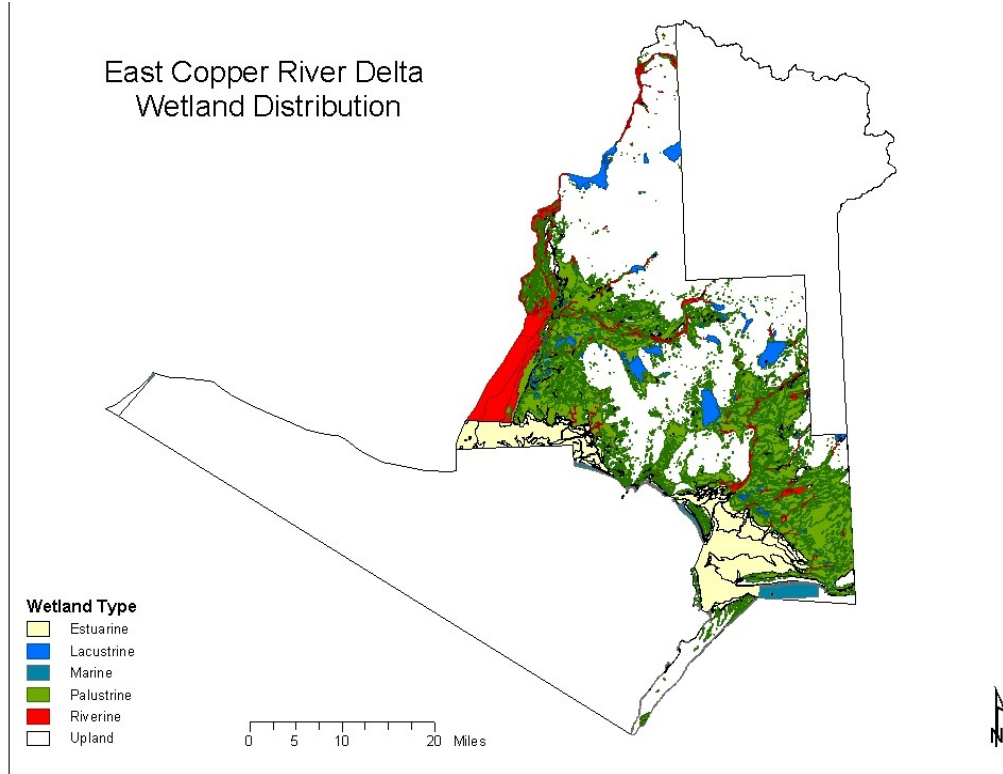 East Copper River Delta
Wetland Distribution
Wetland Type
Estuarine
Lacustrine
Marine
Palustrine
Riverine
Upland
0 5 10 20 Miles
N